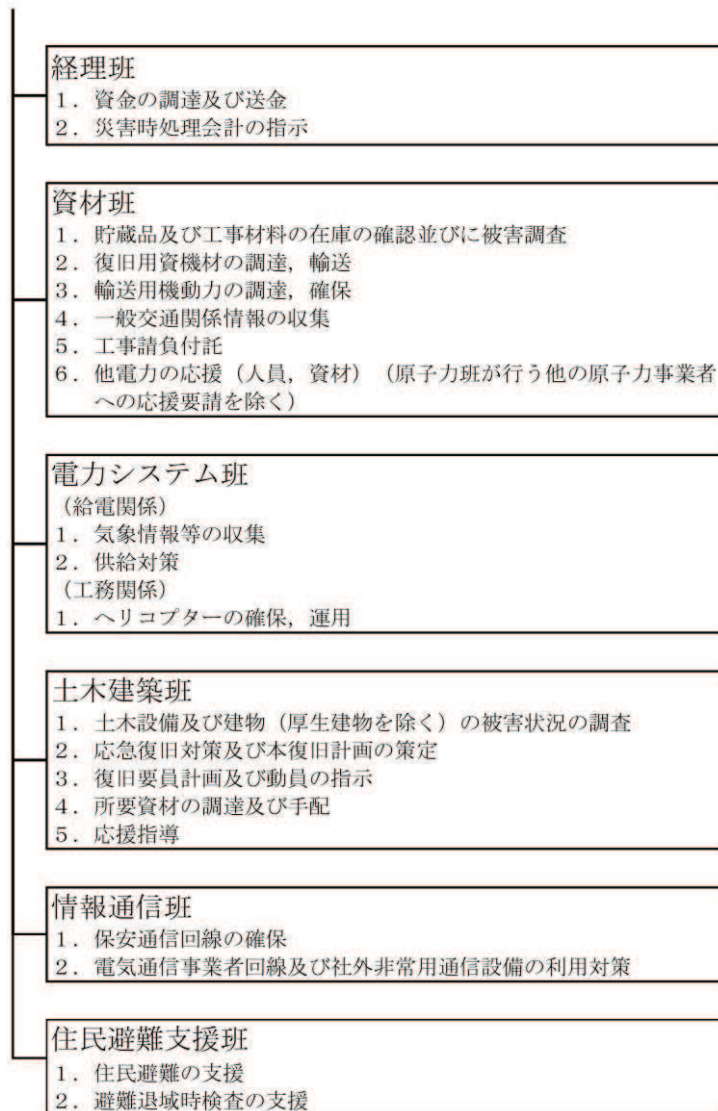 経理班
１．資金の調達及び送金
２．災害時処理会計の指示
資材班
１．貯蔵品及び工事材料の在庫の確認並びに被害調査
２．復旧用資機材の調達，輸送
３．輸送用機動力の調達，確保
４．一般交通関係情報の収集
５．工事請負付託
６．他電力の応援（人員，資材）（原子力班が行う他の原子力事業者
への応援要請を除く）
電力システム班
（給電関係）
１．気象情報等の収集
２．供給対策
（工務関係）
１．ヘリコプターの確保，運用
土木建築班
１．土木設備及び建物（厚生建物を除く）の被害状況の調査
２．応急復旧対策及び本復旧計画の策定
３．復旧要員計画及び動員の指示
４．所要資材の調達及び手配
５．応援指導
情報通信班
１．保安通信回線の確保
２．電気通信事業者回線及び社外非常用通信設備の利用対策
住民避難支援班
１．住民避難の支援
２．避難退域時検査の支援